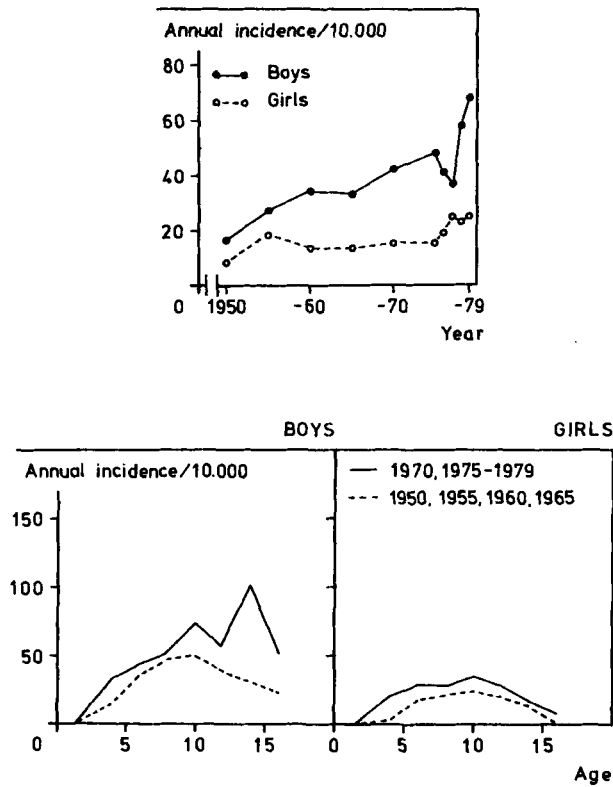 Annual incidence/10.000
80
Boys
Girls
60
40
20
0 1950 -60 -70 -79
Year
BOYS GIRLS
Annual incidence/10.000
1970, 1975-1979
1950, 1955, 1960, 1965
150
100
50
0 5 10 15 0 5 10 15
Age